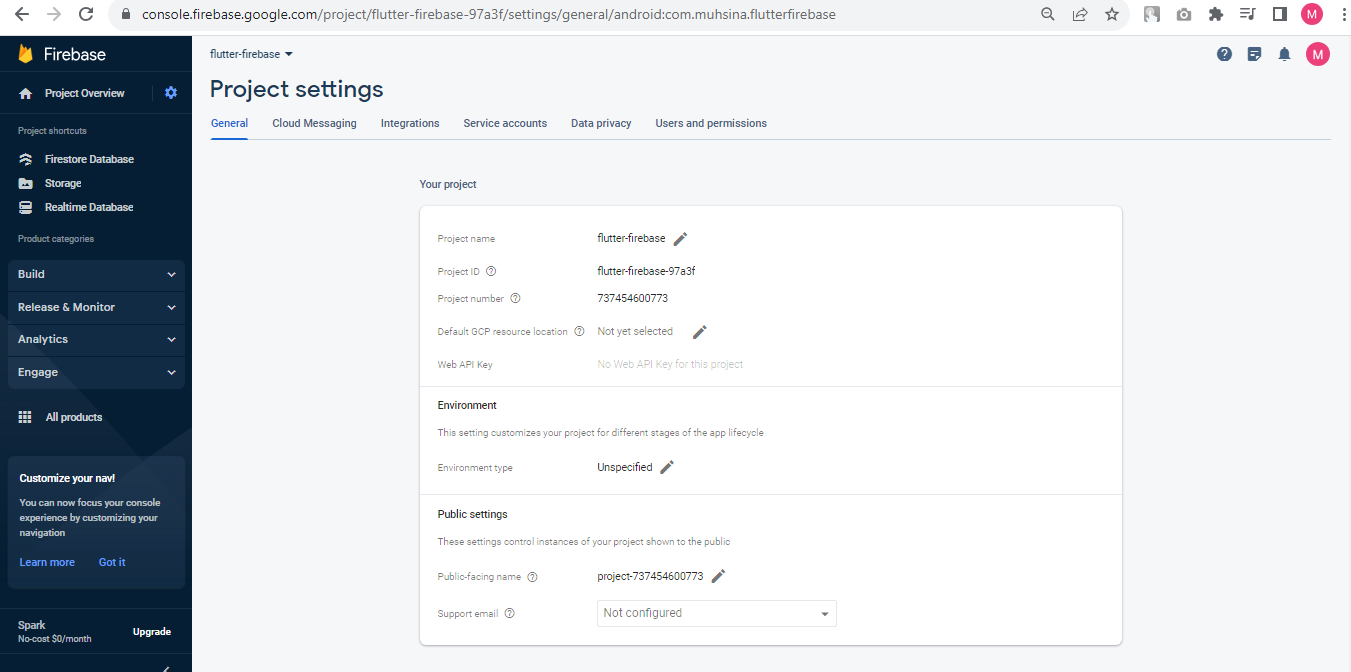 console.firebase.google.com/project/flutter-firebase-97a3f/settings/general/android:com.muhsina.flutterfirebase
M
Firebase
Project Overview
Project shortcuts
Firestore Database
Storage
Realtime Database
Product categories
Build
Release & Monitor
Analytics
Engage
All products
Customize your nav!
You can now focus your console
experience by customizing your
navigation
Learn more Got it
Spark
No-cost $0/month
Upgrade
flutter-firebase
M
Project settings
General Cloud Messaging Integrations Service accounts Data privacy Users and permissions
Your project
Project name flutter-firebase
Project ID flutter-firebase-97a3f
Project number 737454600773
Default GCP resource location Not yet selected
Web API Key No Web API Key for this project
Environment
This setting customizes your project for different stages of the app lifecycle
Environment type Unspecified
Public settings
These settings control instances of your project shown to the public
Public-facing name project-737454600773
Support email Not configured